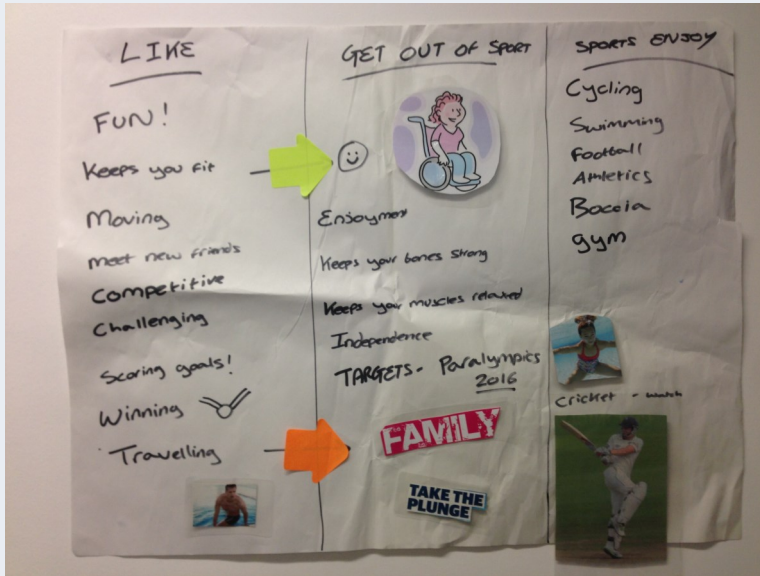 LIKE
FUN!
Keeps you fit
Moving
meet new friends
Competitive
Challenging
Scoring goals!
Winning
Travelling
GET OUT OF SPORT
Enjoyment
Keeps your bones strong
Keeps your muscles relaxed
Independence
TARGETS - Paralympics
2016
FAMILY
TAKE THE
PLUNGE
SPORTS ENJOY
Cycling
Swimming
Football
Athletics
Boccia
gym
Cricket - watch